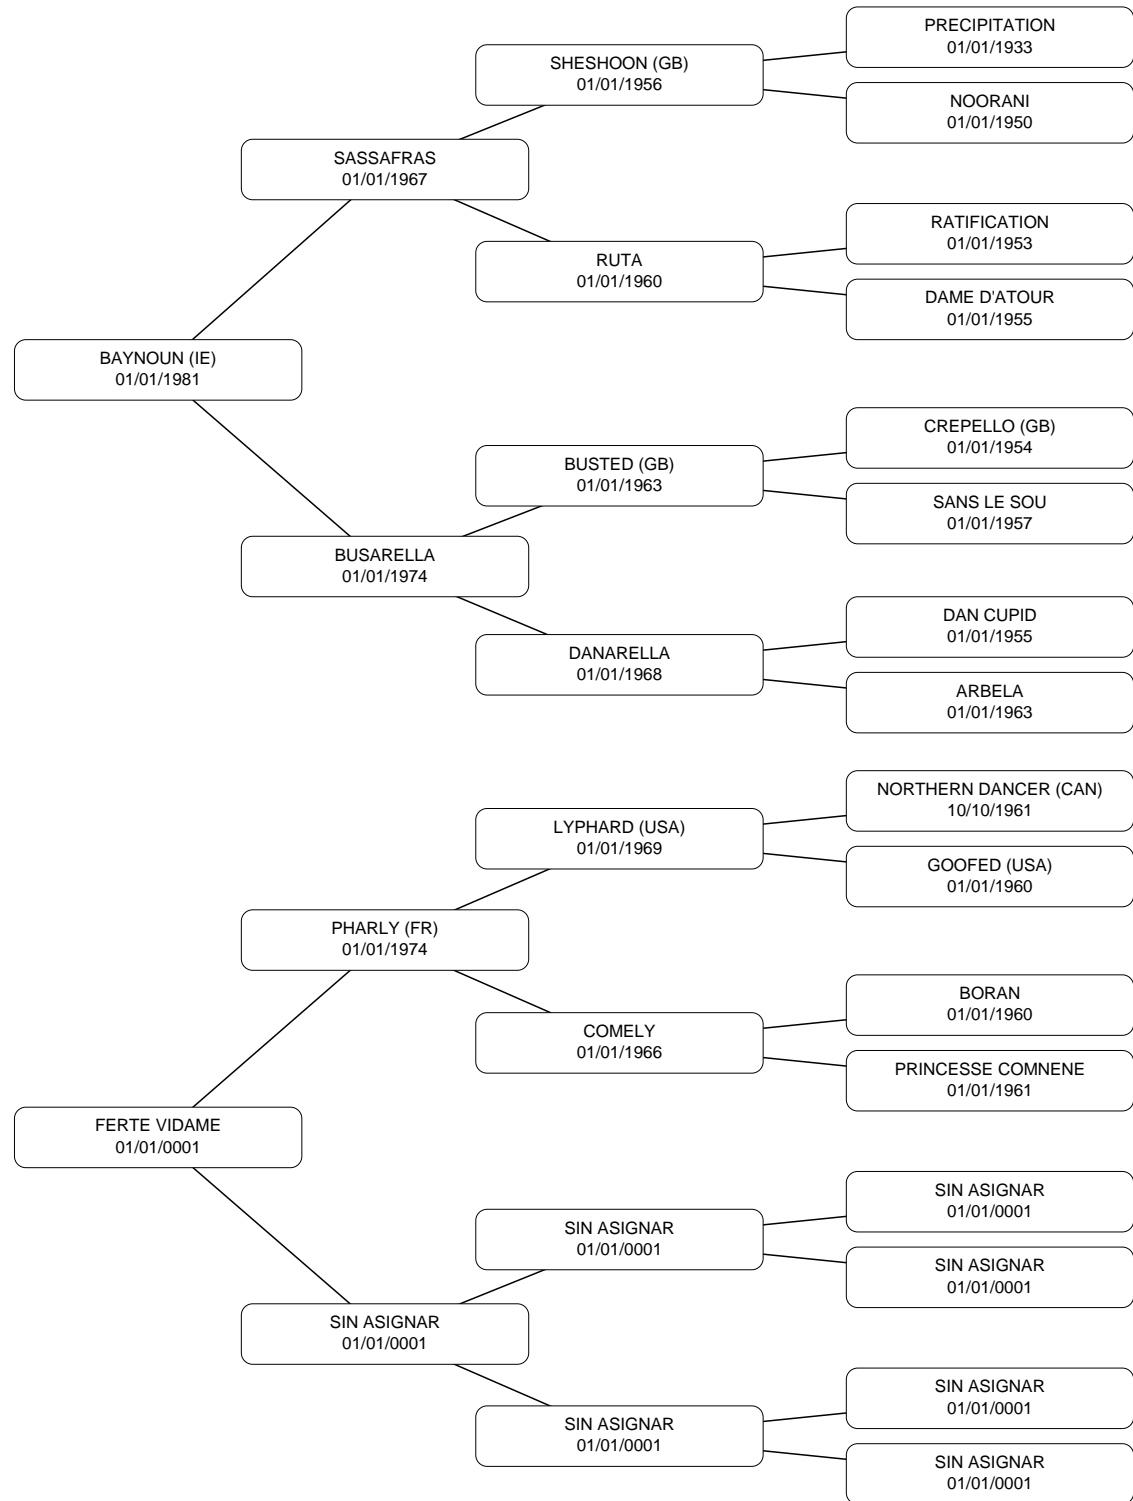 PRECIPITATION
01/01/1933
SHESHOON (GB)
01/01/1956
NOORANI
01/01/1950
SASSAFRAS
01/01/1967
RATIFICATION
01/01/1953
RUTA
01/01/1960
DAME D'ATOUR
01/01/1955
BAYNOUN (IE)
01/01/1981
CREPELLO (GB)
01/01/1954
BUSTED (GB)
01/01/1963
SANS LE SOU
01/01/1957
BUSARELLA
01/01/1974
DAN CUPID
01/01/1955
DANARELLA
01/01/1968
ARBELA
01/01/1963
NORTHERN DANCER (CAN)
10/10/1961
LYPHARD (USA)
01/01/1969
GOOFED (USA)
01/01/1960
PHARLY (FR)
01/01/1974
BORAN
01/01/1960
COMELY
01/01/1966
PRINCESSE COMNENE
01/01/1961
FERTE VIDAME
01/01/0001
SIN ASIGNAR
01/01/0001
SIN ASIGNAR
01/01/0001
SIN ASIGNAR
01/01/0001
SIN ASIGNAR
01/01/0001
SIN ASIGNAR
01/01/0001
SIN ASIGNAR
01/01/0001
SIN ASIGNAR
01/01/0001